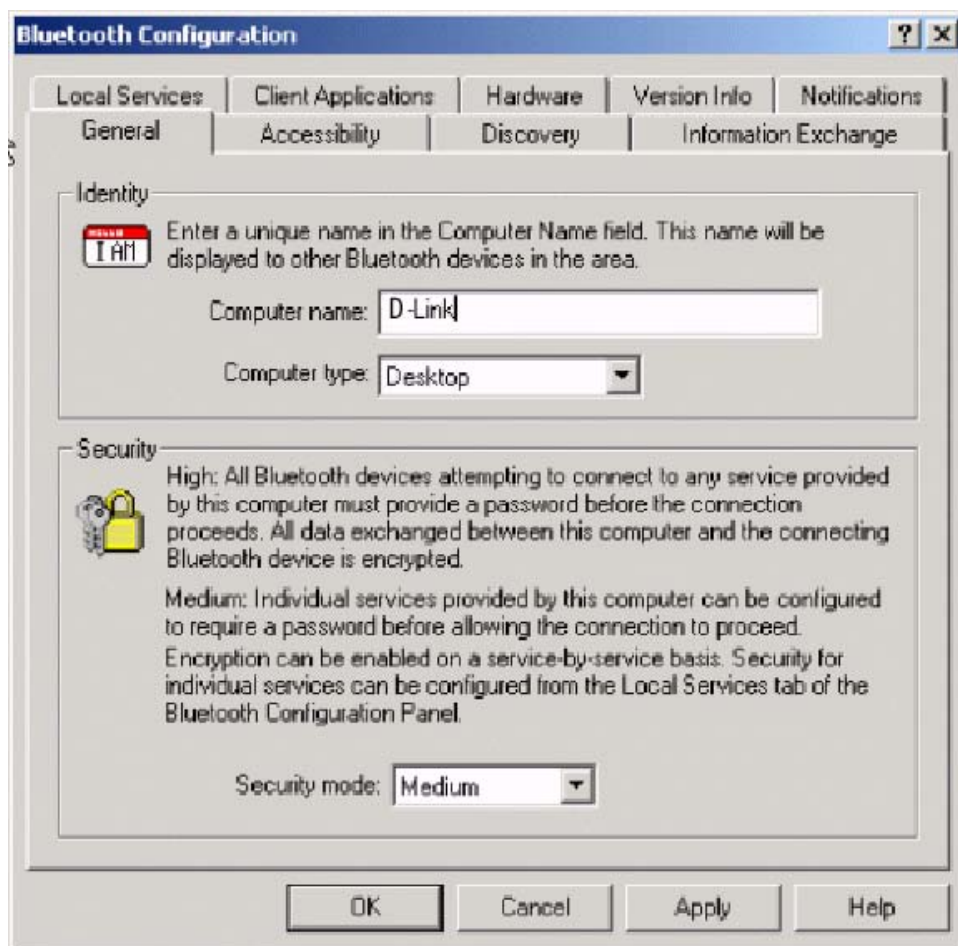 Bluetooth Configuration
Local Services Client Applications Hardware Version Info Notifications
General Accessibility Discovery Information Exchange
Identity
I AM
Enter a unique name in the Computer Name field. This name will be
displayed to other Bluetooth devices in the area.
Computer name: D-Link
Computer type: Desktop
Security
High: All Bluetooth devices attempting to connect to any service provided
by this computer must provide a password before the connection
proceeds. All data exchanged between this computer and the connecting
Bluetooth device is encrypted.
Medium: Individual services provided by this computer can be configured
to require a password before allowing the connection to proceed.
Encryption can be enabled on a service-by-service basis. Security for
individual services can be configured from the Local Services tab of the
Bluetooth Configuration Panel.
Security mode: Medium
OK Cancel Apply Help